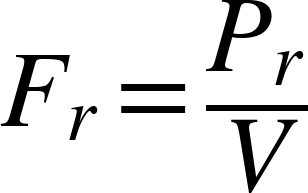 F_r = P_r / V